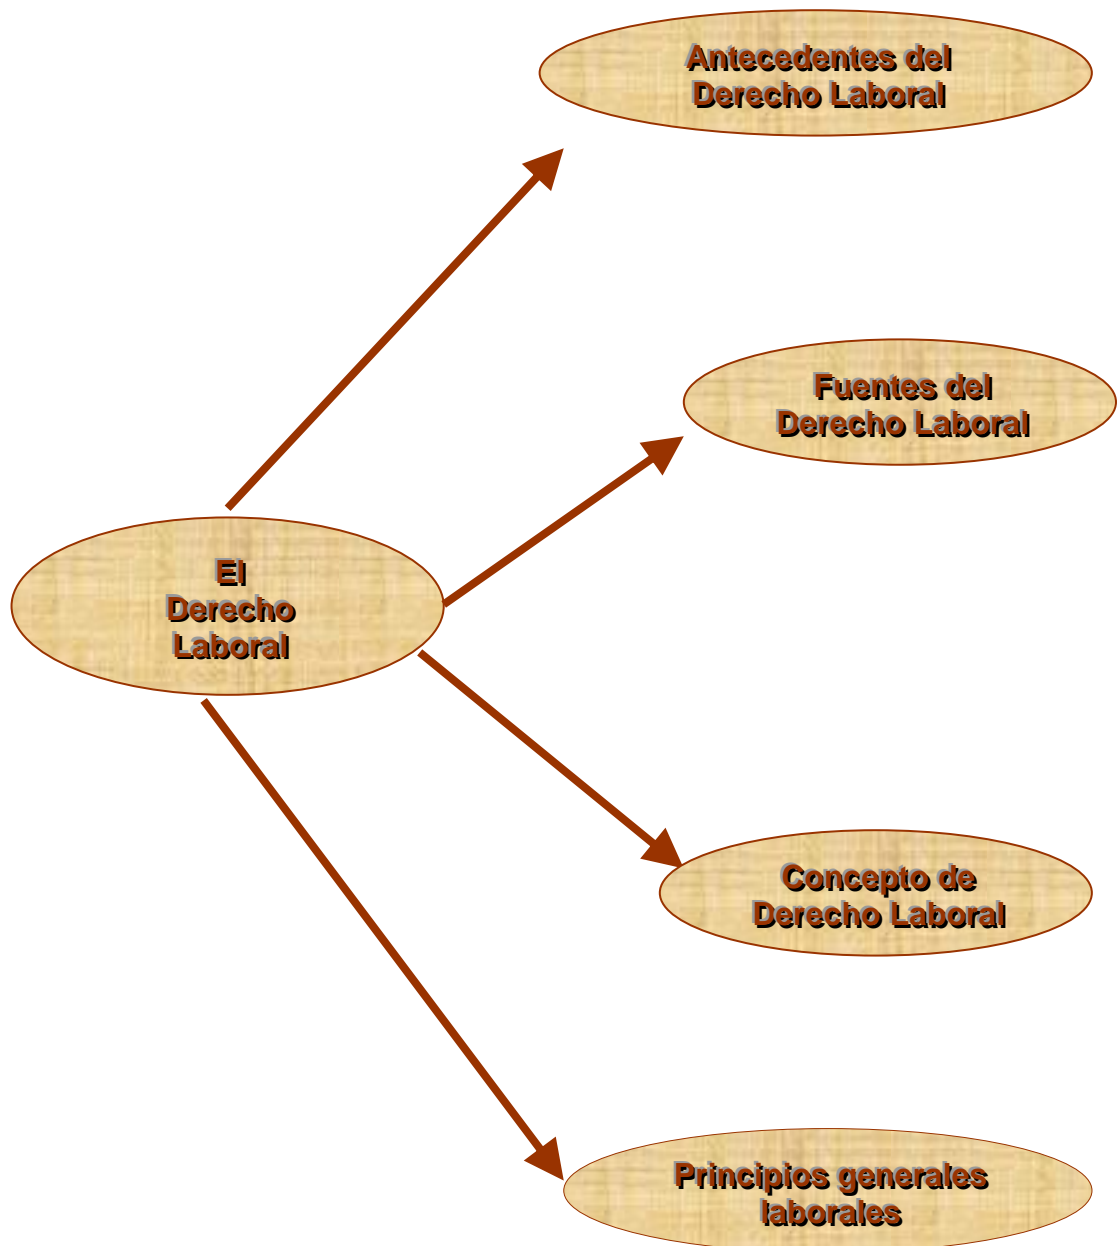 Antecedentes del
Derecho Laboral
Fuentes del
Derecho Laboral
El
Derecho
Laboral
Concepto de
Derecho Laboral
Principios generales
laborales